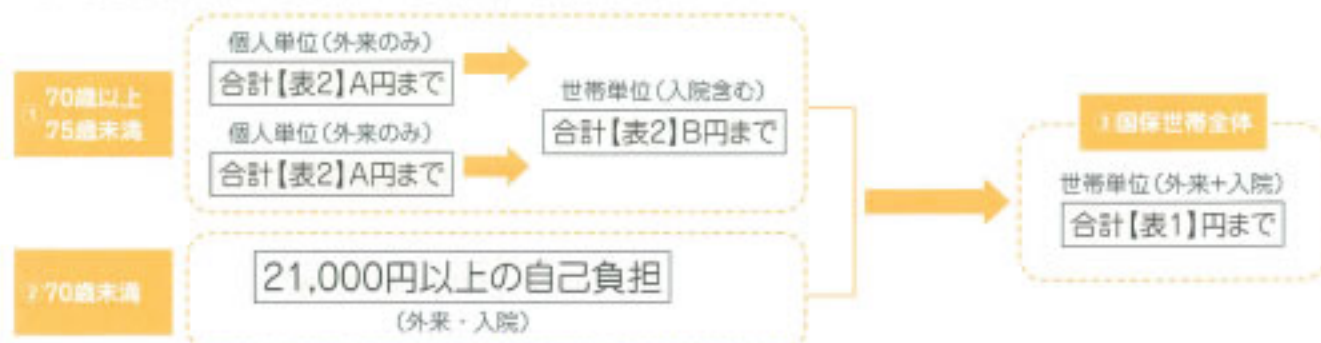 ①70歳以上
75歳未満
個人単位(外来のみ)
合計【表2】A円まで
個人単位(外来のみ)
合計【表2】A円まで
世帯単位(入院含む)
合計【表2】B円まで
②70歳未満
21,000円以上の自己負担
(外来・入院)
③国保世帯全体
世帯単位(外来+入院)
合計【表1】円まで